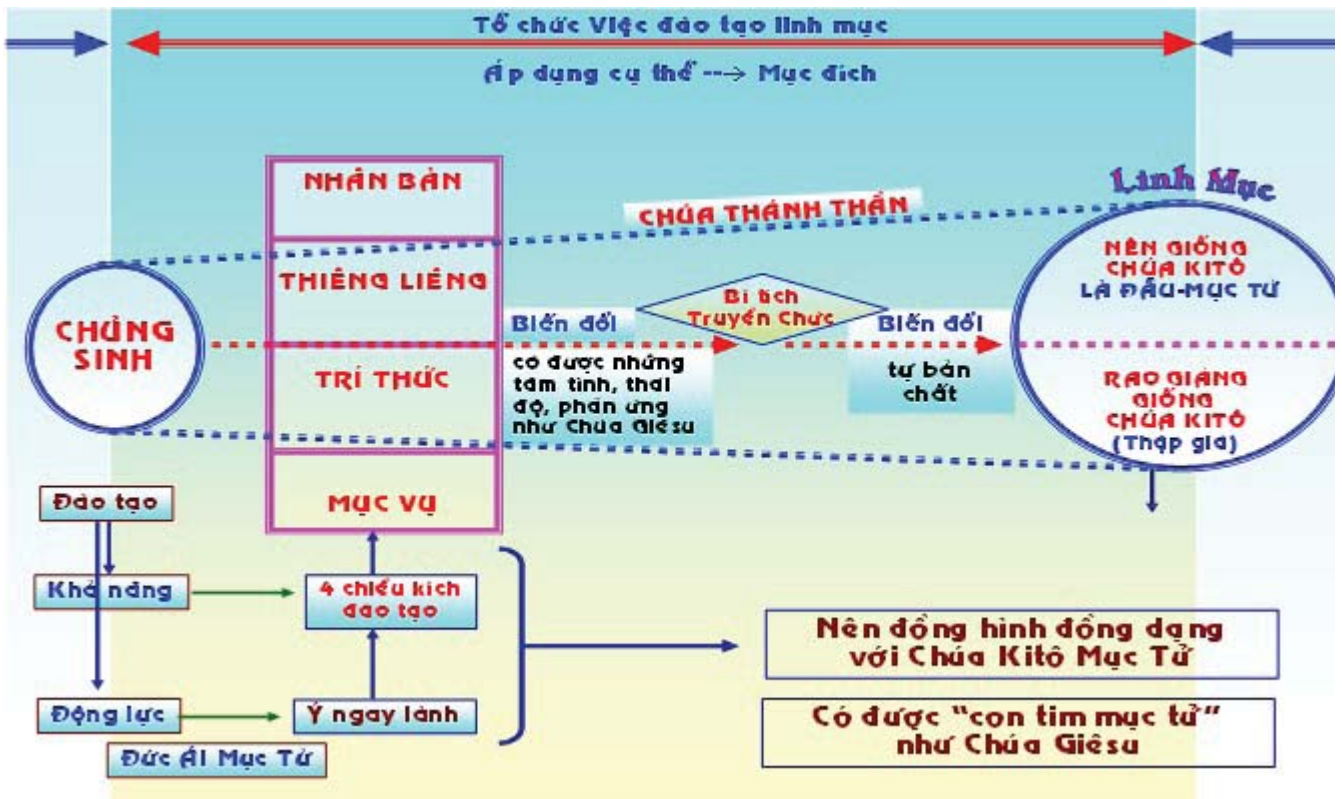 Tổ chức Việc đào tạo linh mục
Áp dụng cụ thể ---→ Mục đích
NHÂN BẢN
THIÊNG LIÊNG
TRÍ THỨC
MỤC VỤ
CHỦNG
SINH
CHÚA THÁNH THẦN
Biến đổi
có được những
tâm tình, thái
độ, phản ứng
như Chúa Giêsu
Bí tích
Truyền Chức
Biến đổi
tự bản
chất
Linh Mục
NÊN GIỐNG
CHÚA KITÔ
LÀ ĐẦU-MỤC TỬ
RAO GIẢNG
GIỐNG
CHÚA KITÔ
(Thập giá)
Đào tạo
Khả năng
4 chiều kích
đào tạo
Động lực
Ý ngay lành
Đức Ái Mục Tử
Nên đồng hình đồng dạng
với Chúa Kitô Mục Tử
Có được “con tim mục tử”
như Chúa Giêsu